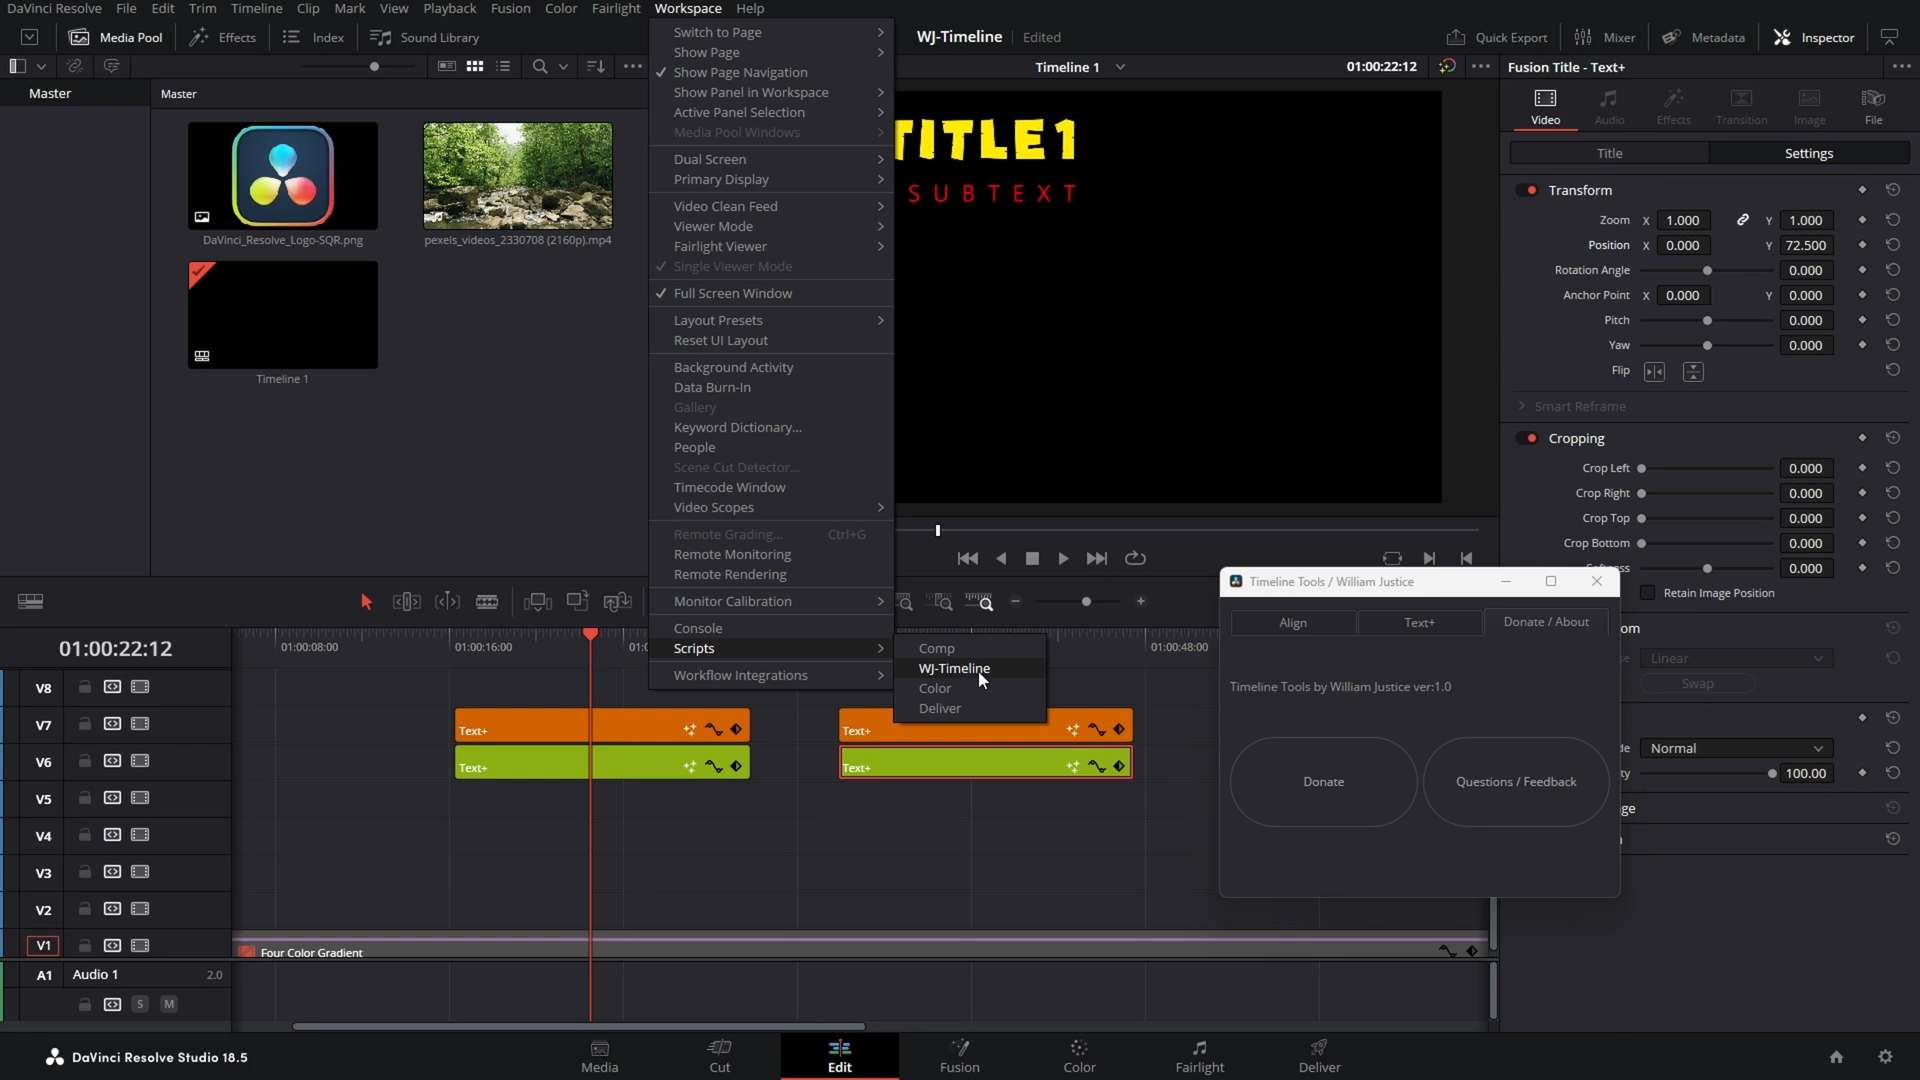 DaVinci Resolve File Edit Trim Timeline Clip Mark View Playback Fusion Color Fairlight Workspace Help
Media Pool Effects Index Sound Library
WJ-Timeline Edited
Quick Export Mixer Metadata Inspector
Timeline 1 01:00:22:12
Fusion Title - Text+
Master
Master
DaVinci_Resolve_Logo-SQR.png
pexels_videos_2330708 (2160p).mp4
Timeline 1
Switch to Page
Show Page
Show Page Navigation
Show Panel in Workspace
Active Panel Selection
Media Pool Windows
Dual Screen
Primary Display
Video Clean Feed
Viewer Mode
Fairlight Viewer
Single Viewer Mode
Full Screen Window
Layout Presets
Reset UI Layout
Background Activity
Data Burn-In
Gallery
Keyword Dictionary...
People
Scene Cut Detector...
Timecode Window
Video Scopes
Remote Grading... Ctrl+G
Remote Monitoring
Remote Rendering
Monitor Calibration
Console
Scripts
Workflow Integrations
Comp
WJ-Timeline
Color
Deliver
TITLE1
SUBTEXT
Video Audio Effects Transition Image File
Title Settings
Transform
Zoom X 1.000 Y 1.000
Position X 0.000 Y 72.500
Rotation Angle 0.000
Anchor Point X 0.000 Y 0.000
Pitch 0.000
Yaw 0.000
Flip
Smart Reframe
Cropping
Crop Left 0.000
Crop Right 0.000
Crop Top 0.000
Crop Bottom 0.000
0.000
Retain Image Position
om
Linear
Swap
Normal
100.00
ge
Timeline Tools / William Justice
Align Text+ Donate / About
Timeline Tools by William Justice ver:1.0
Donate Questions / Feedback
01:00:22:12
01:00:08:00 01:00:16:00 01:0 01:00:48:00
V8
V7 Text+ Text+
V6 Text+ Text+
V5
V4
V3
V2
V1 Four Color Gradient
A1 Audio 1 2.0
S M
DaVinci Resolve Studio 18.5
Media Cut Edit Fusion Color Fairlight Deliver